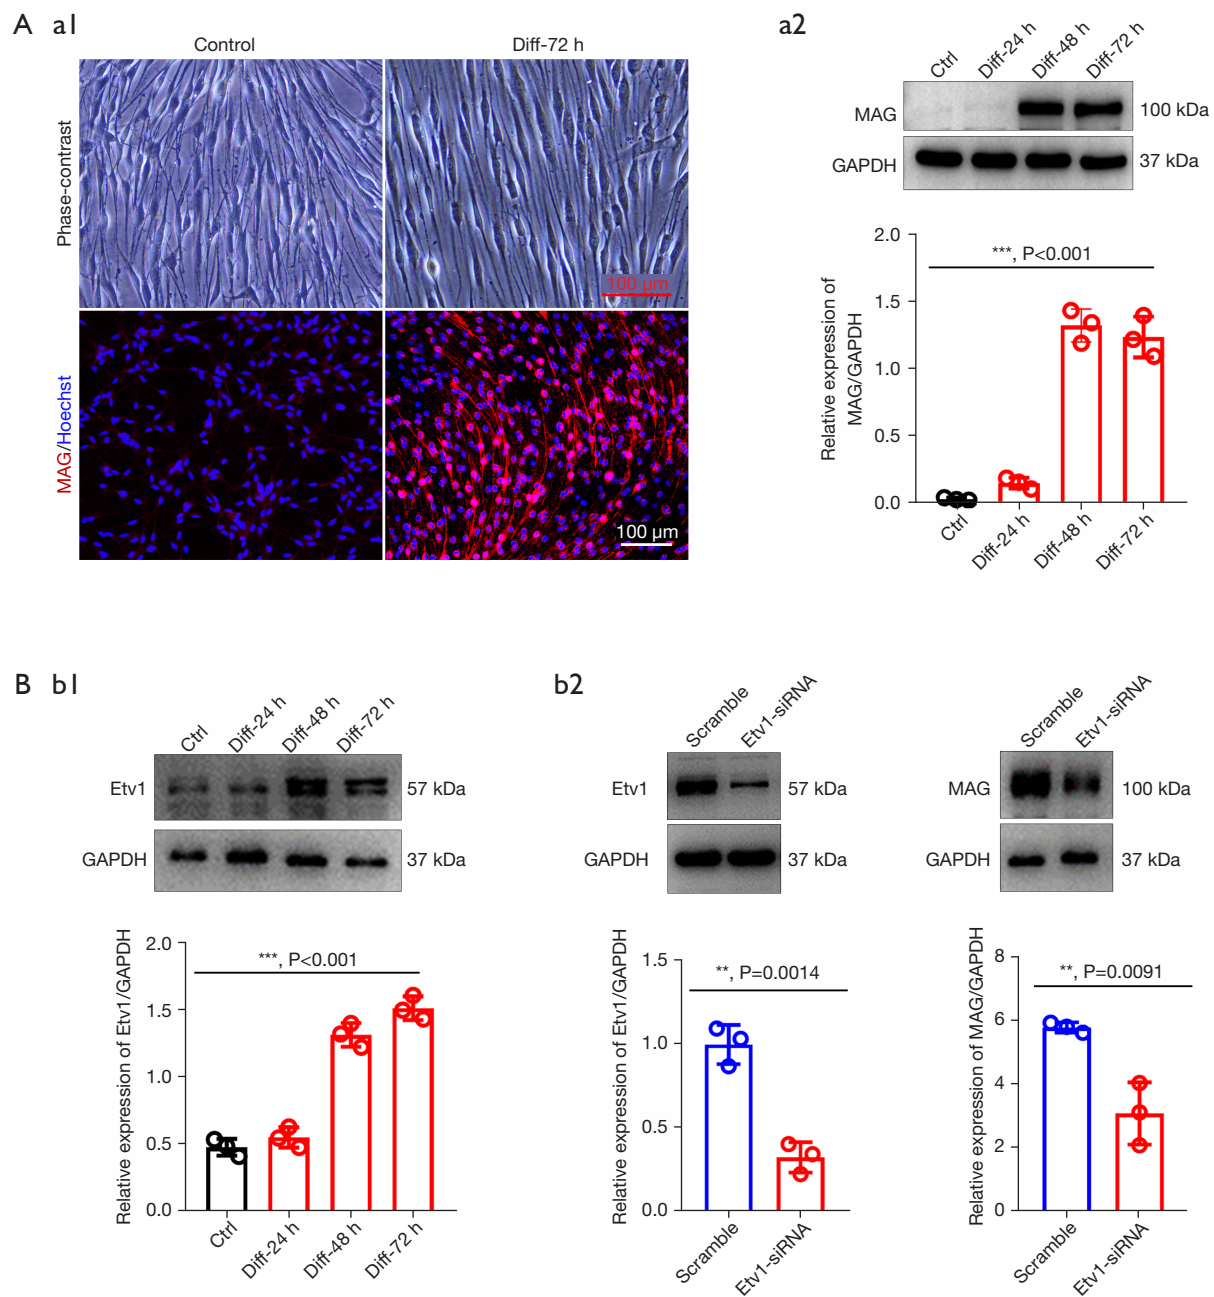 A a1
Control
Diff-72 h
Phase-contrast
100 µm
MAG/Hoechst
100 µm
a2
Ctrl
Diff-24 h
Diff-48 h
Diff-72 h
MAG
100 kDa
GAPDH
37 kDa
Relative expression of
MAG/GAPDH
2.0
1.5
1.0
0.5
0.0
***, P<0.001
Ctrl
Diff-24 h
Diff-48 h
Diff-72 h
B b1
Ctrl
Diff-24 h
Diff-48 h
Diff-72 h
Etv1
57 kDa
GAPDH
37 kDa
Relative expression of Etv1/GAPDH
2.0
1.5
1.0
0.5
0.0
***, P<0.001
Ctrl
Diff-24 h
Diff-48 h
Diff-72 h
b2
Scramble
Etv1-siRNA
Etv1
57 kDa
GAPDH
37 kDa
Relative expression of Etv1/GAPDH
1.5
1.0
0.5
0.0
**, P=0.0014
Scramble
Etv1-siRNA
Scramble
Etv1-siRNA
MAG
100 kDa
GAPDH
37 kDa
Relative expression of MAG/GAPDH
8
6
4
2
0
**, P=0.0091
Scramble
Etv1-siRNA